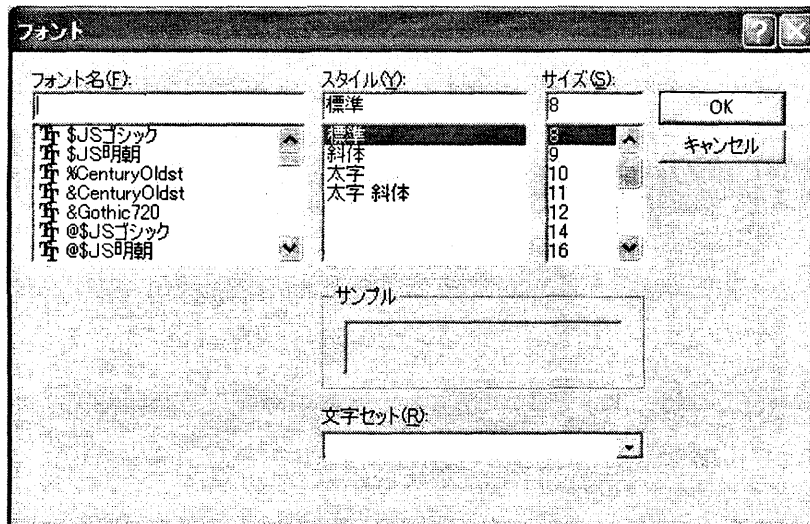 フォント
フォント名(F):
$JSゴシック
$JS明朝
%CenturyOldst
&CenturyOldst
&Gothic720
@$JSゴシック
@$JS明朝
スタイル(Y):
標準
標準
斜体
太字
太字 斜体
サイズ(S):
8
8
9
10
11
12
14
16
OK
キャンセル
サンプル
文字セット(R):